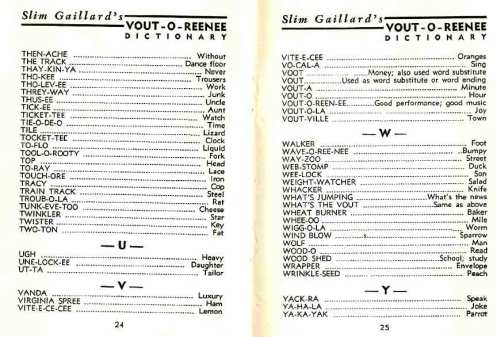 Slim Gaillard's
VOUT-O-REENEE
DICTIONARY
THEN-ACHE Without
THE TRACK Dance floor
THAY-KIN-YA Never
THO-KEE Trousers
THO-LEV-EE Work
THREY-WAY Junk
THUS-EE Uncle
TICK-EE Aunt
TICKET-TEE Watch
TIE-O-DE-O Time
TILE Lizard
TOCKET-TEE Clock
TO-FLO Liquid
TOOL-O-ROOTY Fork
TOP Head
TO-RAY Lace
TOUCH-ORE Iron
TRACY Cop
TRAIN TRACK Steel
TROUB-O-LA Rat
TUNK-EVE-TOO Cheese
TWINKLER Star
TWISTER Key
TWO-TON Fat
— U —
UGH Heavy
UNE-LOCK-EE Daughter
UT-TA Tailor
— V —
VANDA Luxury
VIRGINIA SPREE Ham
VITE-E-CE-CEE Lemon
24
Slim Gaillard's
VOUT-O-REENEE
DICTIONARY
VITE-E-CEE Oranges
VO-CAL-A Sing
VOOT Money; also used word substitute
VOUT Used as word substitute or word ending
VOUT-A Minute
VOUT-O Hour
VOUT-O-REEN-EE Good performance; good music
VOUT-O-LA Joy
VOUT-VILLE Town
— W —
WALKER Foot
WAVE-O-REE-NEE Bumpy
WAY-ZOO Street
WEB-STOMP Duck
WEE-LOCK Son
WEIGHT-WATCHER Salad
WHACKER Knife
WHAT'S JUMPING What's the news
WHAT'S THE VOUT Same as above
WHEAT BURNER Baker
WHEE-OO Mile
WIGG-O-LA Worm
WIND BLOW Sparrow
WOLF Man
WOOD-O Read
WOOD SHED School; study
WRAPPER Envelope
WRINKLE-SEED Peach
— Y —
YACK-RA Speak
YA-HA-LA Joke
YA-KA-YAK Parrot
25